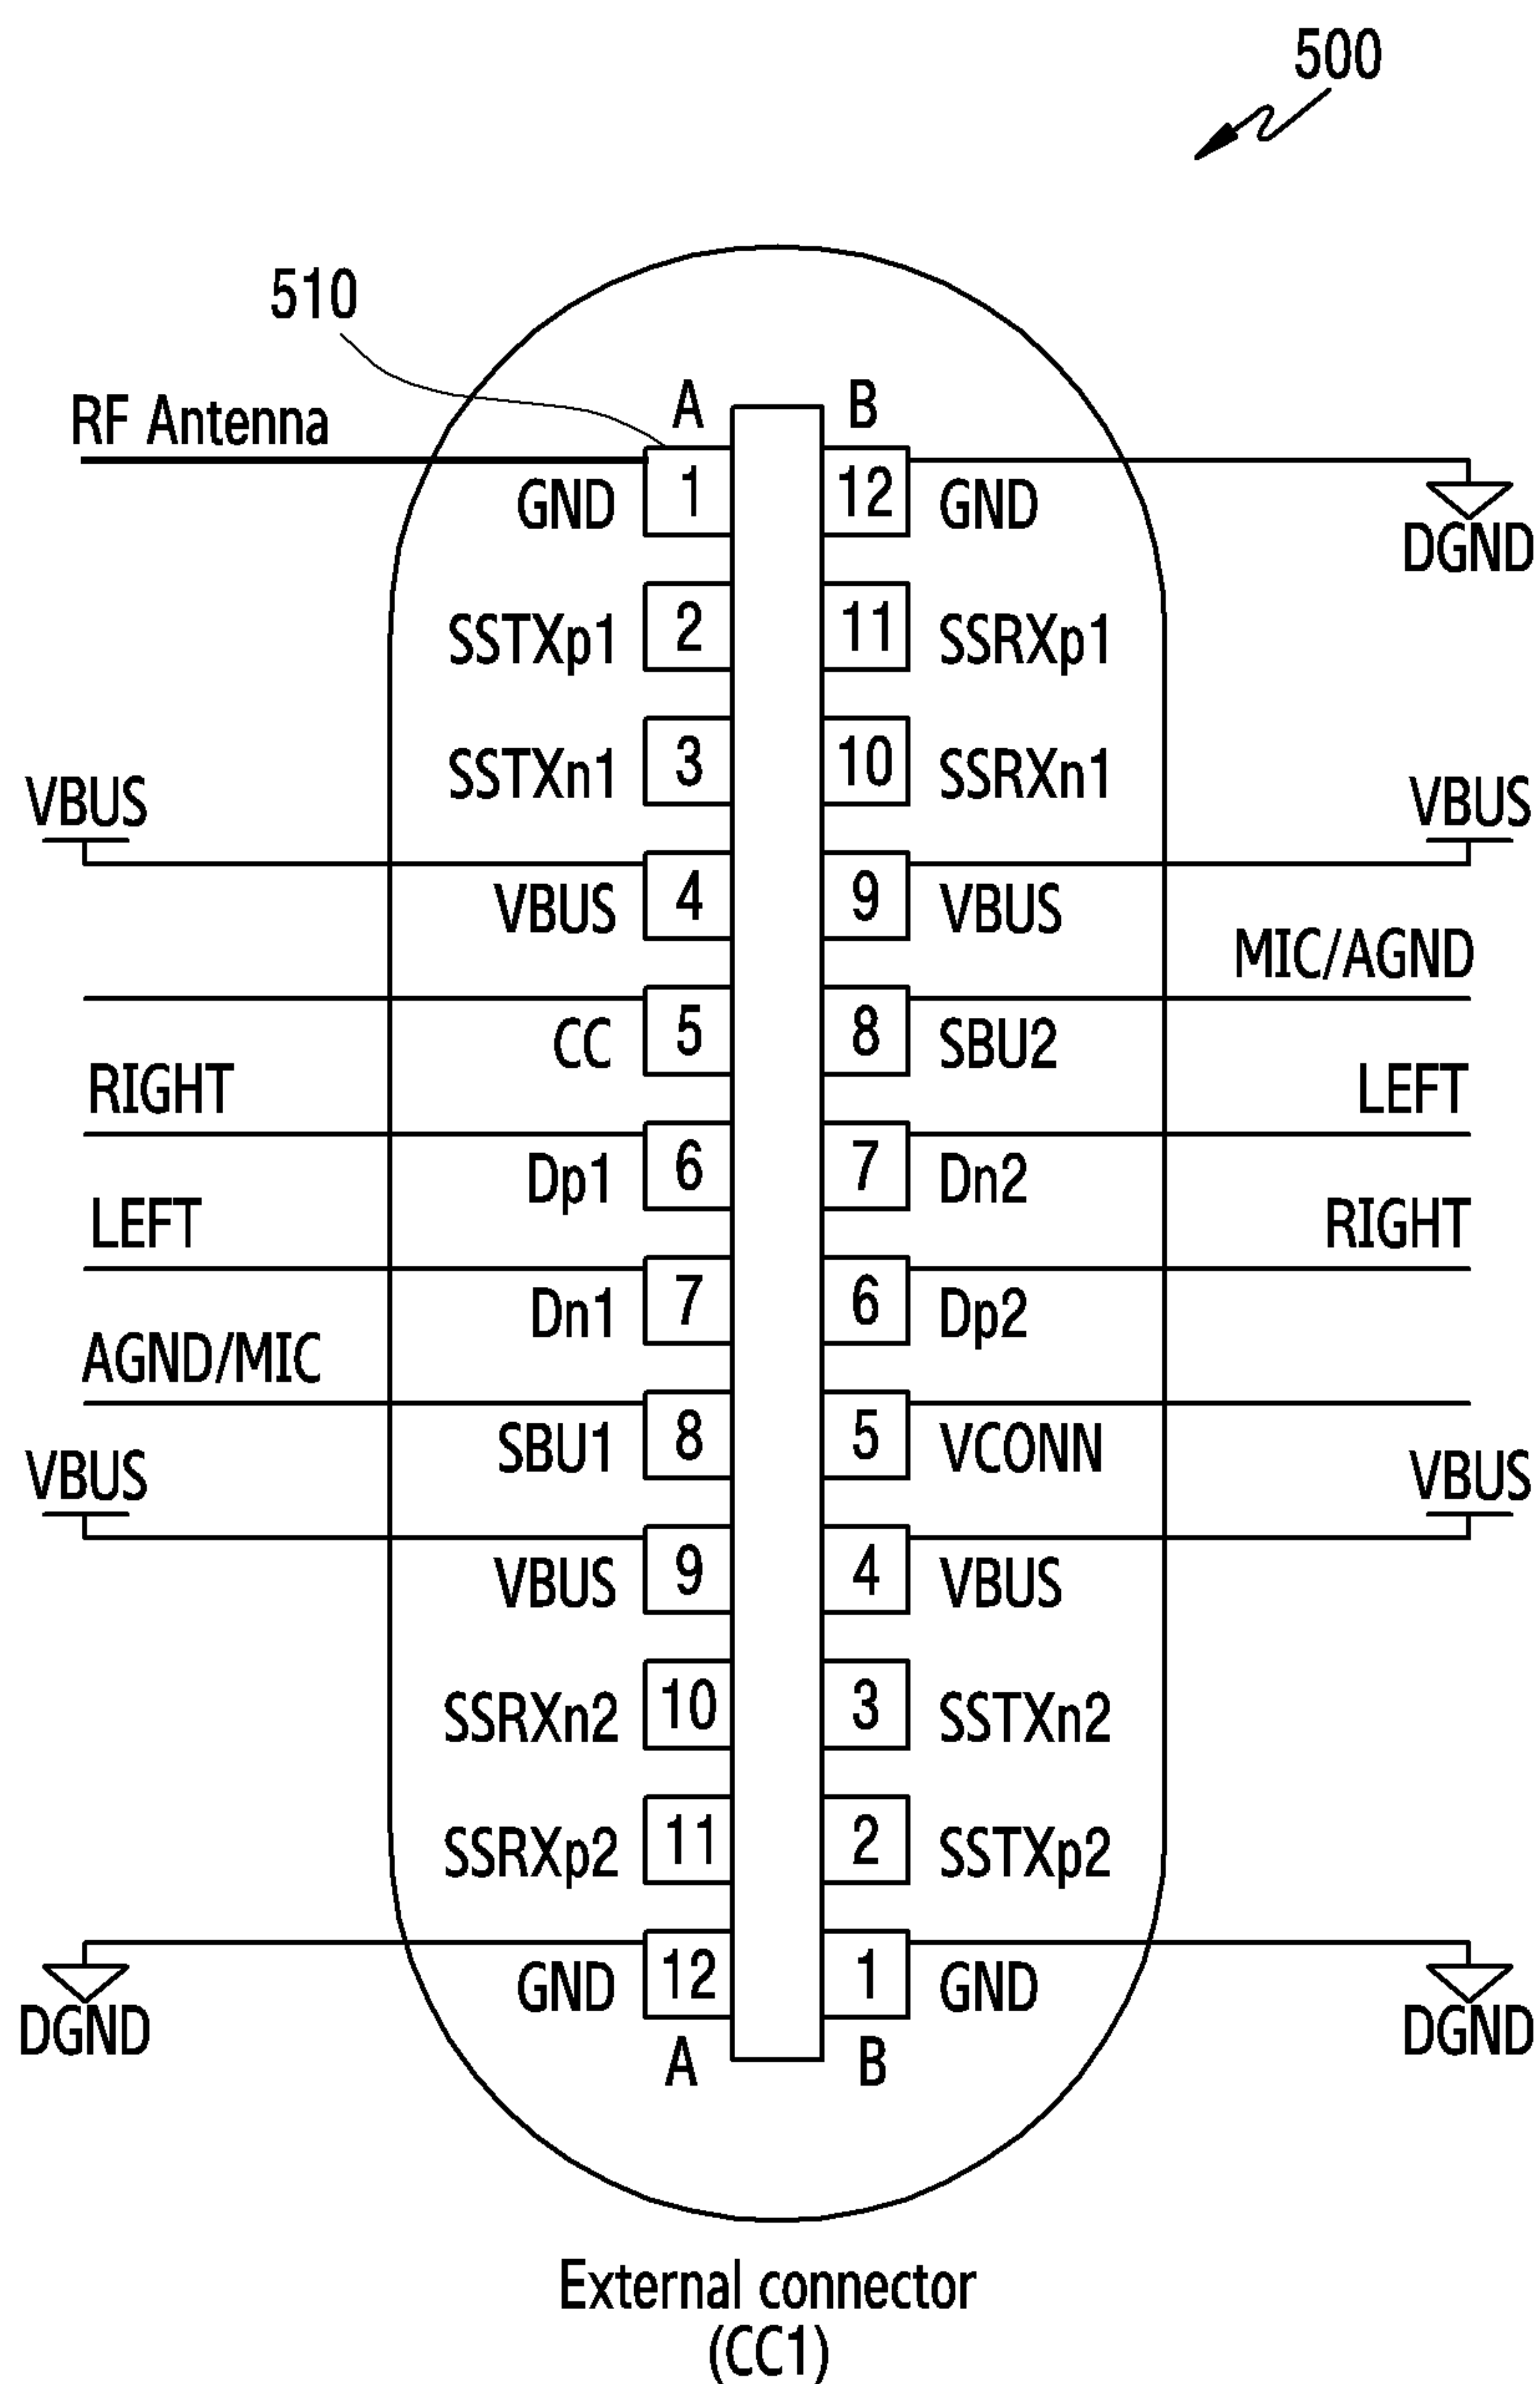 500
510
A B
RF Antenna
GND 1 12 GND
DGND
SSTXp1 2 11 SSRXp1
SSTXn1 3 10 SSRXn1
VBUS VBUS
VBUS 4 9 VBUS
MIC/AGND
CC 5 8 SBU2
RIGHT LEFT
Dp1 6 7 Dn2
LEFT RIGHT
Dn1 7 6 Dp2
AGND/MIC
SBU1 8 5 VCONN
VBUS VBUS
VBUS 9 4 VBUS
SSRXn2 10 3 SSTXn2
SSRXp2 11 2 SSTXp2
GND 12 1 GND
DGND DGND
A B
External connector
(CC1)